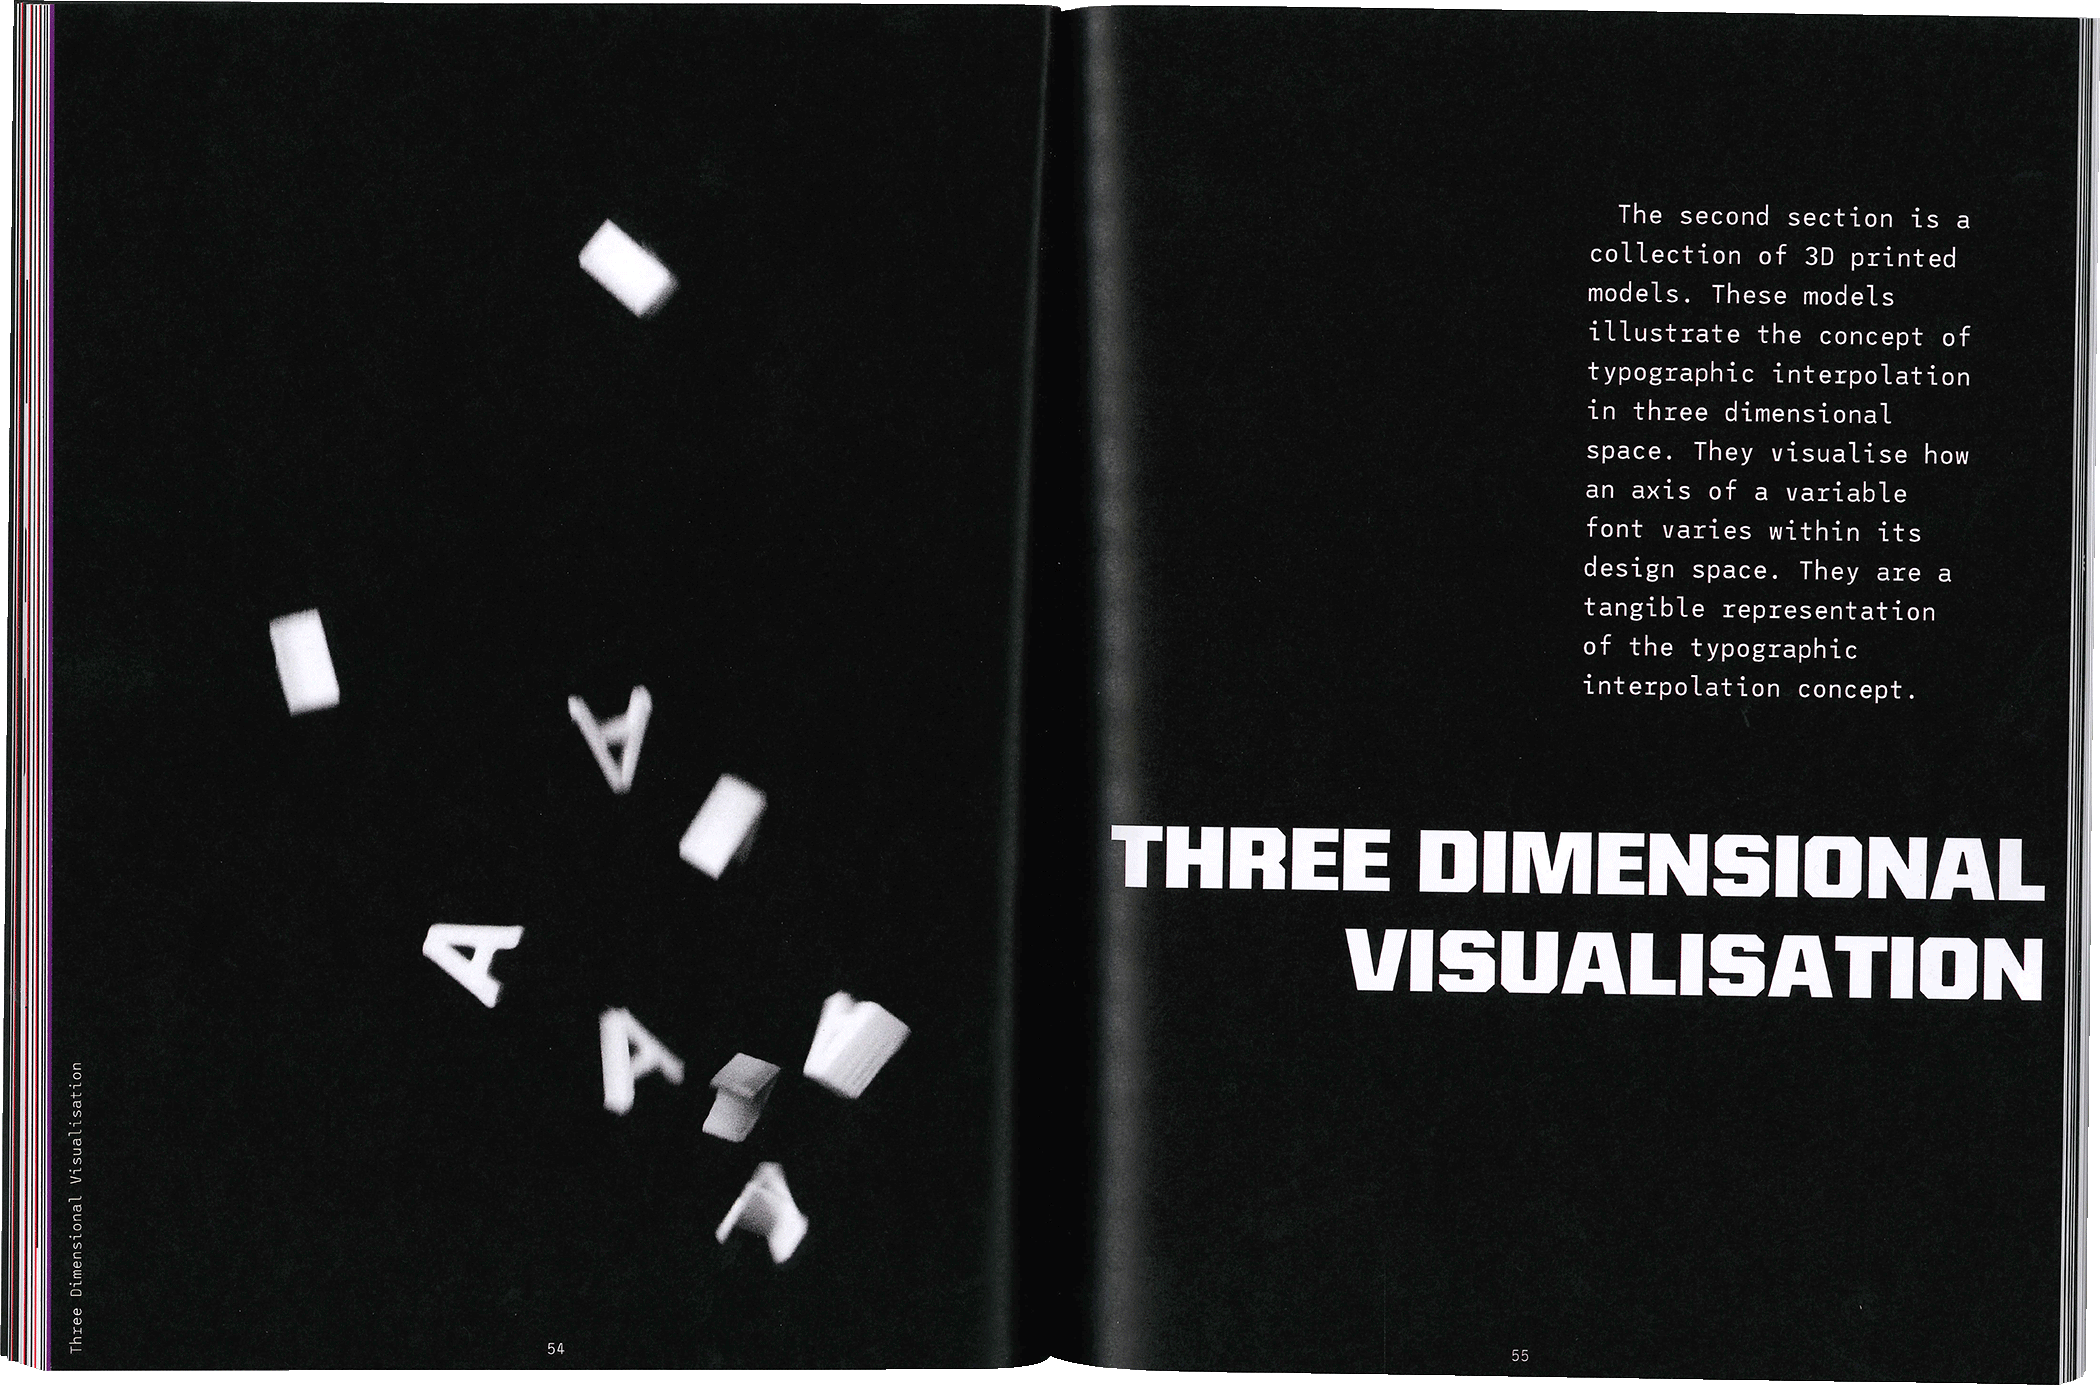 Three Dimensional Visualisation
A
A
A
A
A
54
The second section is a
collection of 3D printed
models. These models
illustrate the concept of
typographic interpolation
in three dimensional
space. They visualise how
an axis of a variable
font varies within its
design space. They are a
tangible representation
of the typographic
interpolation concept.
THREE DIMENSIONAL
VISUALISATION
55